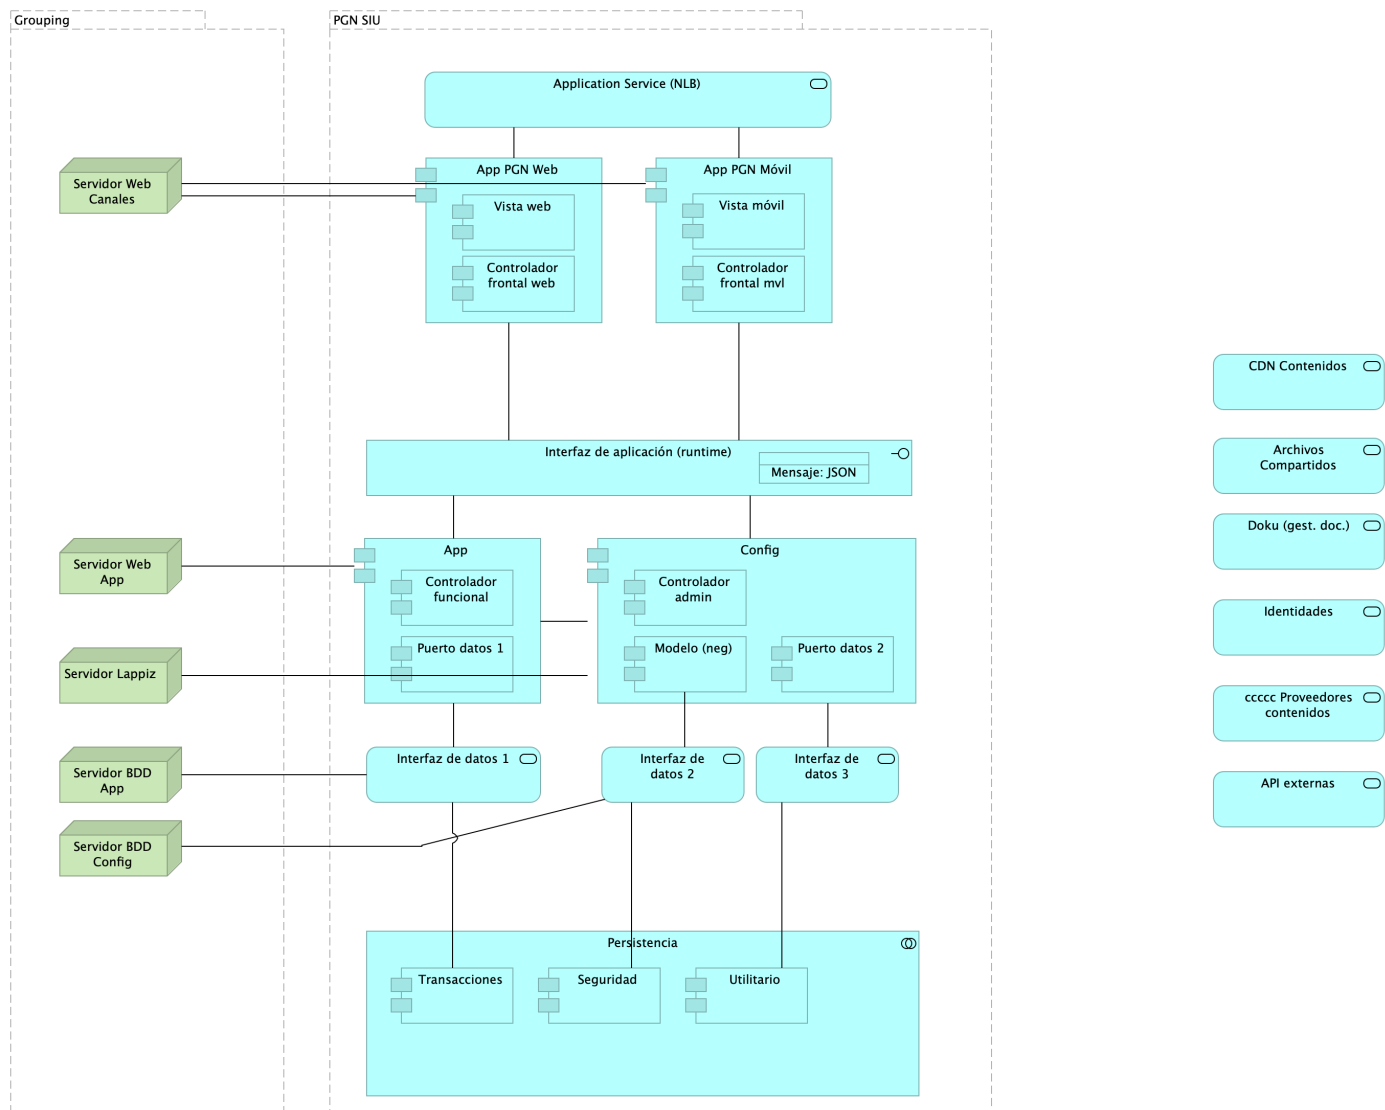 Grouping
PGN SIU
Application Service (NLB)
Servidor Web
Canales
App PGN Web
Vista web
Controlador
frontal web
App PGN Móvil
Vista móvil
Controlador
frontal mvl
Interfaz de aplicación (runtime)
Mensaje: JSON
Servidor Web
App
App
Controlador
funcional
Puerto datos 1
Config
Controlador
admin
Modelo (neg)
Puerto datos 2
Servidor Lappiz
Servidor BDD
App
Interfaz de datos 1
Interfaz de
datos 2
Interfaz de
datos 3
Servidor BDD
Config
Persistencia
Transacciones
Seguridad
Utilitario
CDN Contenidos
Archivos
Compartidos
Doku (gest. doc.)
Identidades
ccccc Proveedores
contenidos
API externas